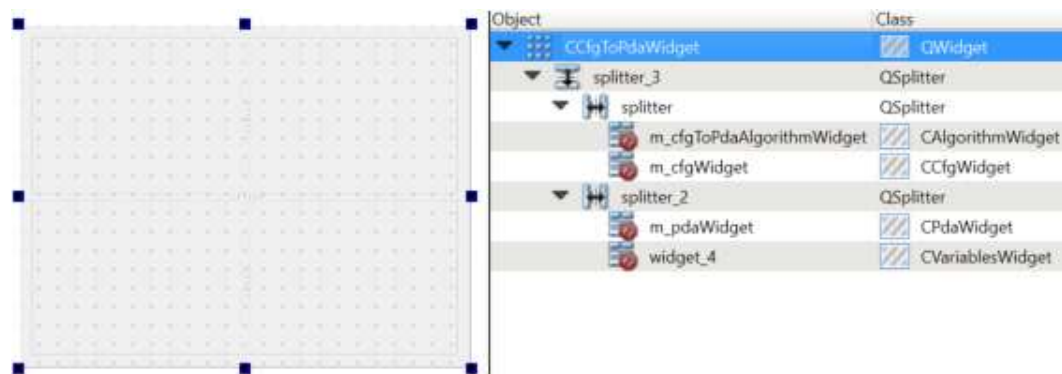 Object Class
CCfgToPdaWidget QWidget
splitter_3 QSplitter
splitter QSplitter
m_cfgToPdaAlgorithmWidget CAlgorithmWidget
m_cfgWidget CCfgWidget
splitter_2 QSplitter
m_pdaWidget CPdaWidget
widget_4 CVariablesWidget